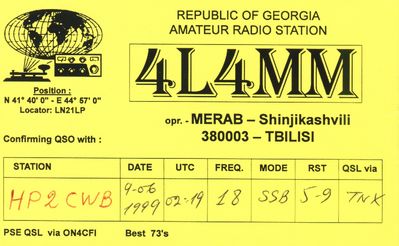 REPUBLIC OF GEORGIA
AMATEUR RADIO STATION
4L4MM
Position :
N 41° 40' 0" - E 44° 57' 0"
Locator: LN21LP
opr. - MERAB – Shinjikashvili
380003 – TBILISI
Confirming QSO with :
STATION DATE UTC FREQ. MODE RST QSL via
HP2CWB 9-06 1999 02-19 18 SSB 5-9 TNX
PSE QSL via ON4CFI Best 73's